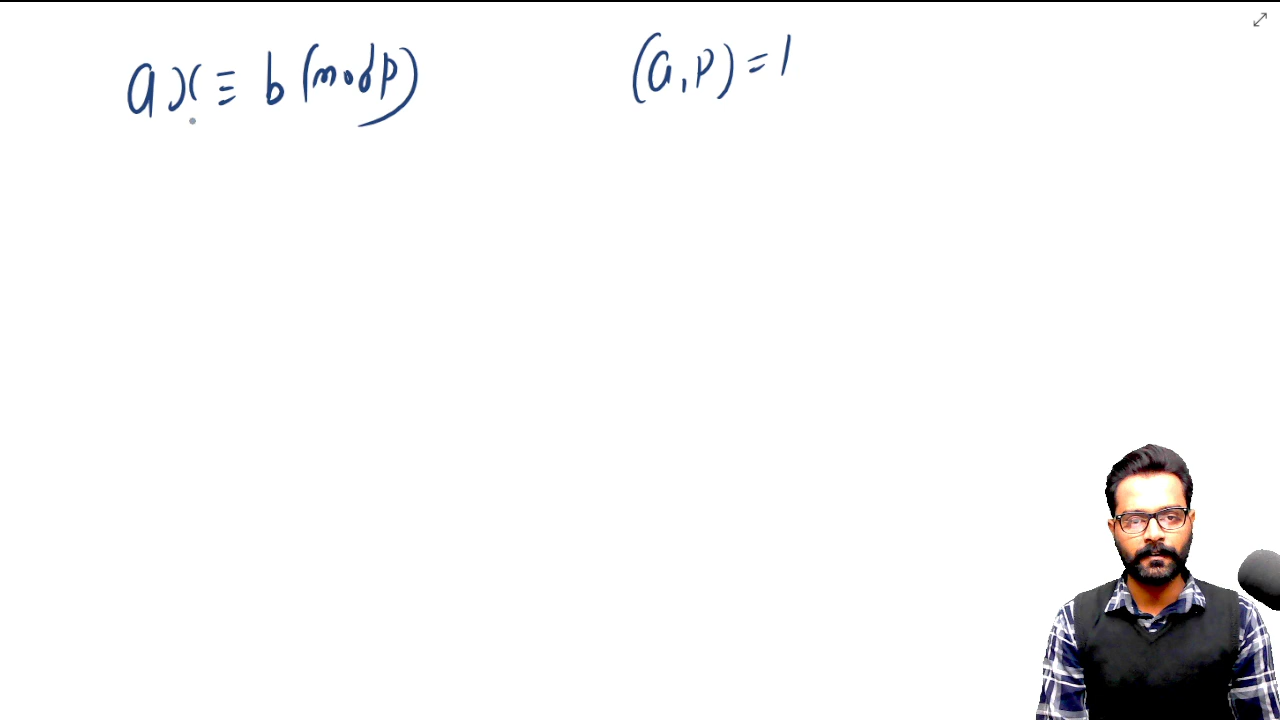 ax ≡ b (mod p) (a, p) = 1